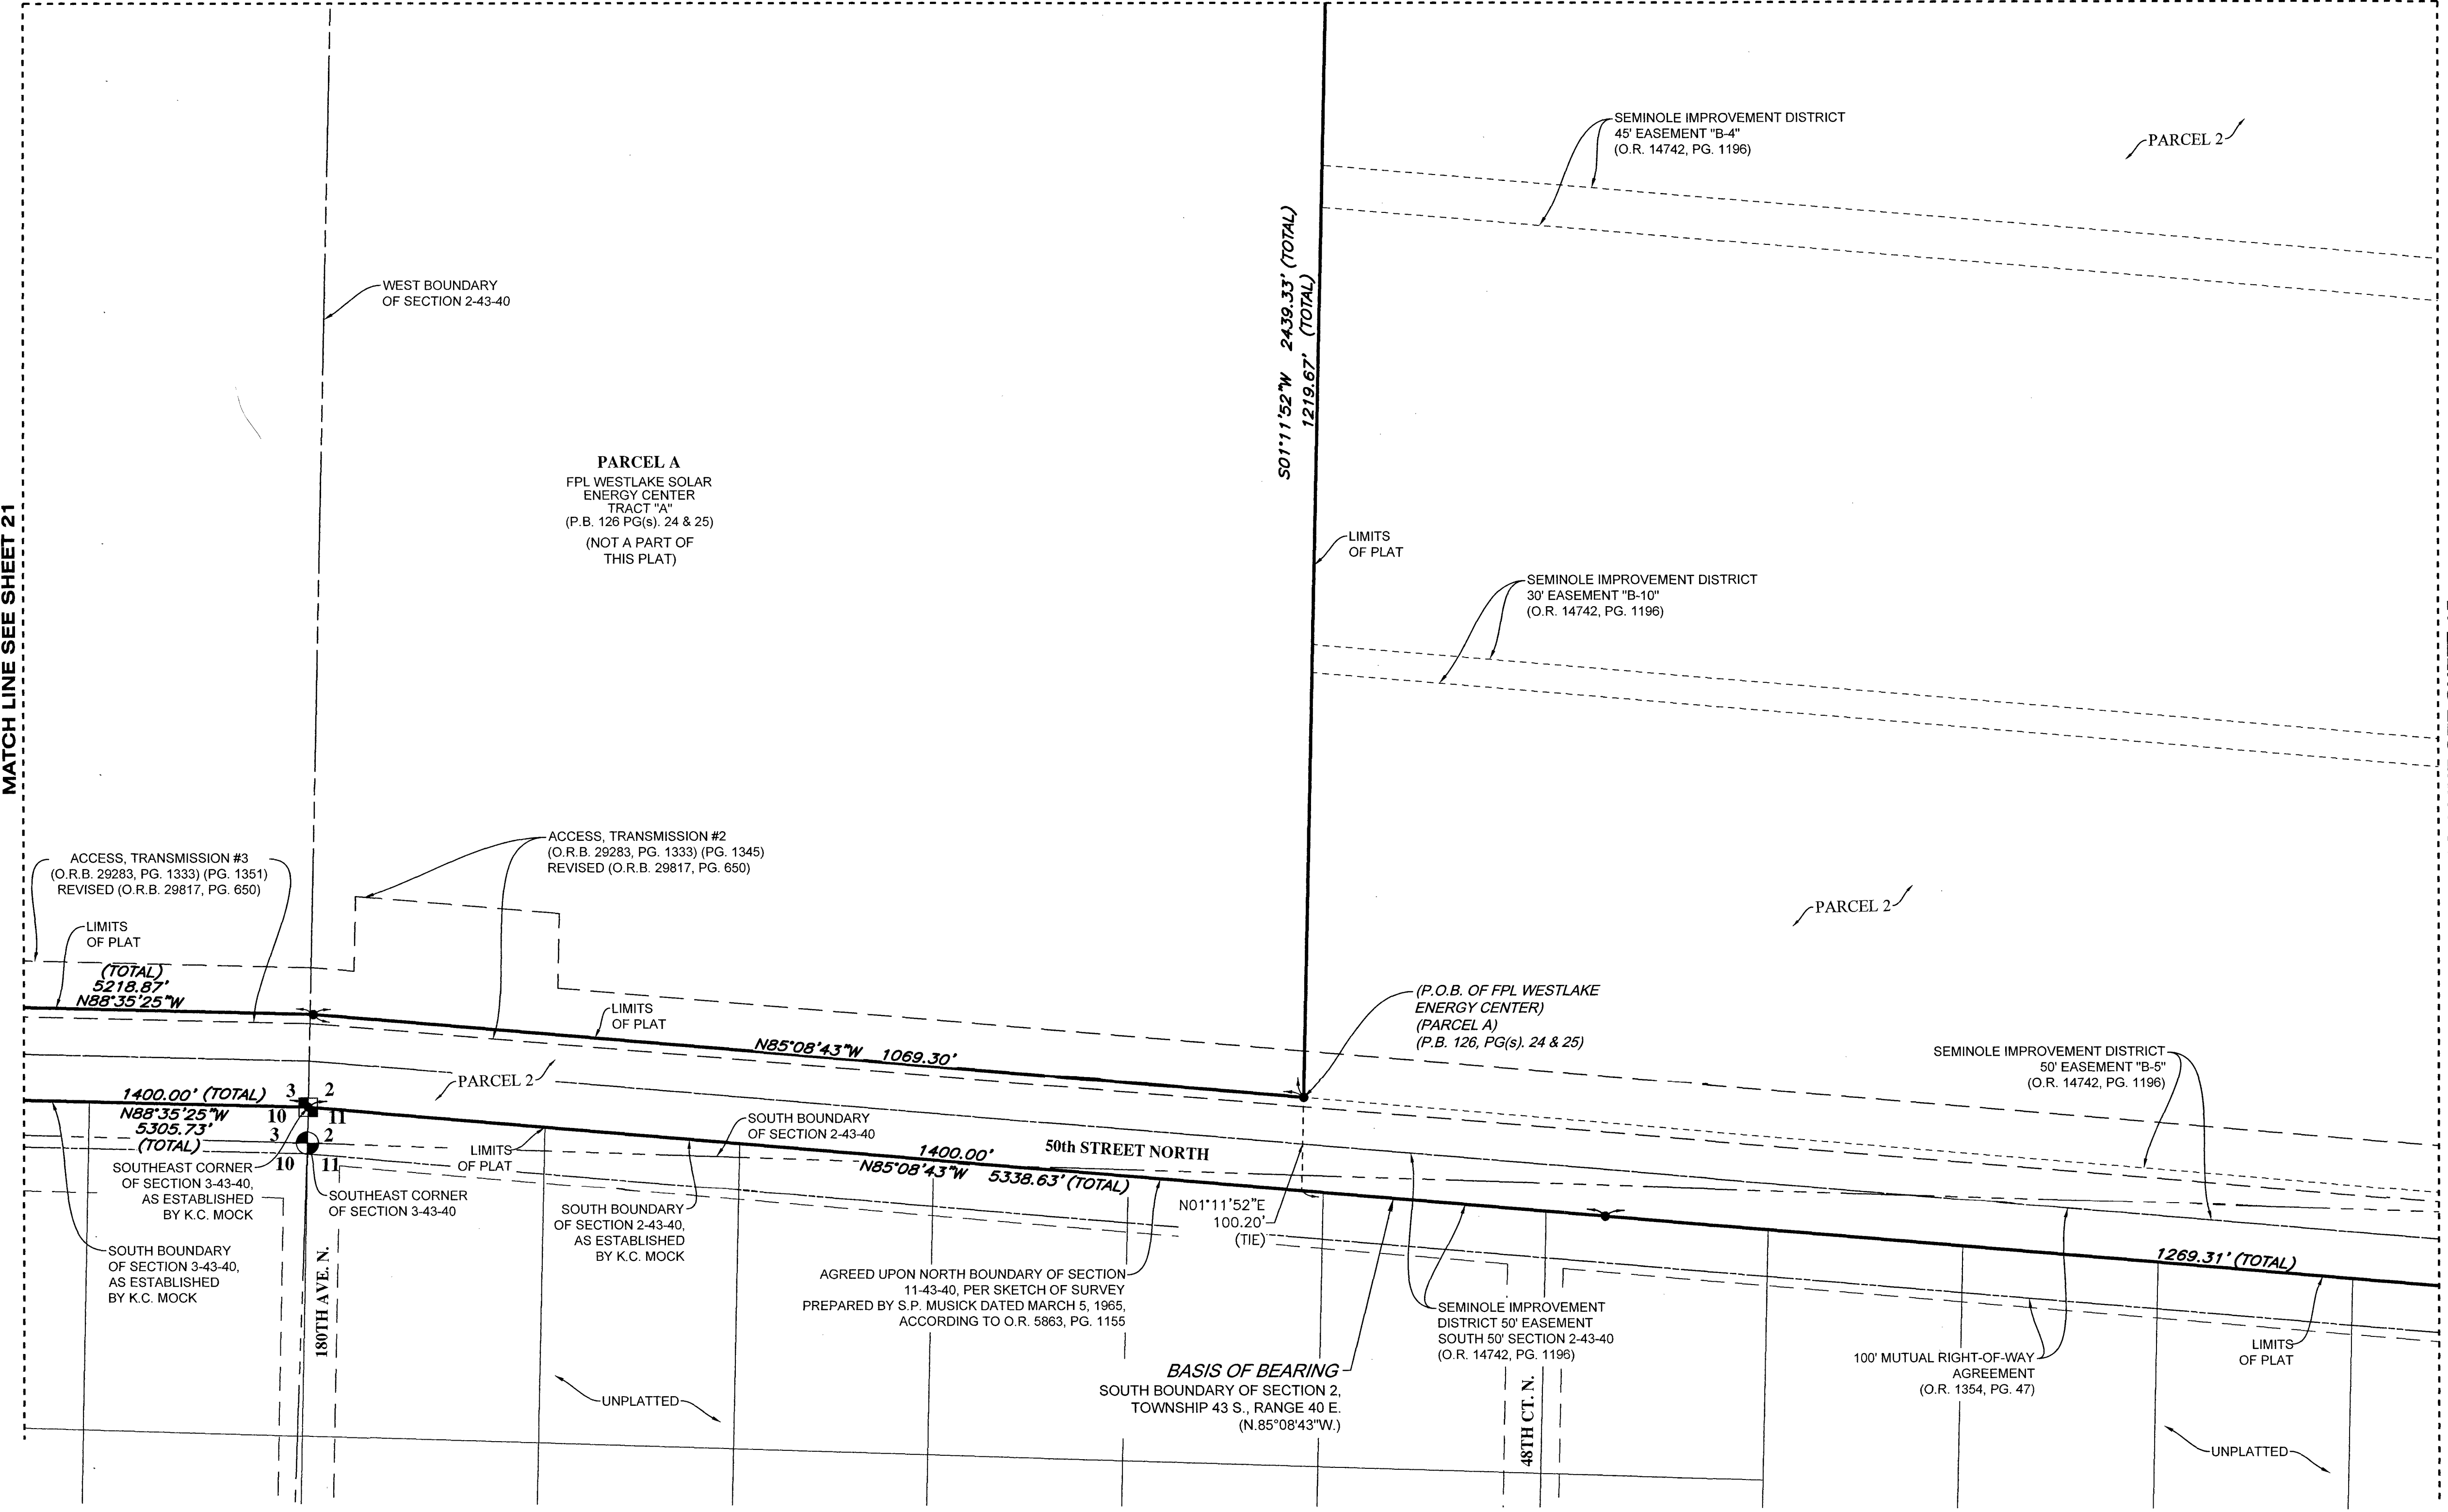 SEMINOLE IMPROVEMENT DISTRICT
45' EASEMENT "B-4"
(O.R. 14742, PG. 1196)
PARCEL 2
WEST BOUNDARY
OF SECTION 2-43-40
S01°11'52"W 2439.33' (TOTAL)
1219.67' (TOTAL)
MATCH LINE SEE SHEET 21
PARCEL A
FPL WESTLAKE SOLAR
ENERGY CENTER
TRACT "A"
(P.B. 126 PG(s). 24 & 25)
(NOT A PART OF
THIS PLAT)
LIMITS
OF PLAT
SEMINOLE IMPROVEMENT DISTRICT
30' EASEMENT "B-10"
(O.R. 14742, PG. 1196)
ACCESS, TRANSMISSION #2
(O.R.B. 29283, PG. 1333) (PG. 1345)
REVISED (O.R.B. 29817, PG. 650)
ACCESS, TRANSMISSION #3
(O.R.B. 29283, PG. 1333) (PG. 1351)
REVISED (O.R.B. 29817, PG. 650)
PARCEL 2
LIMITS
OF PLAT
(TOTAL)
5218.87'
N88°35'25"W
LIMITS
OF PLAT
(P.O.B. OF FPL WESTLAKE
ENERGY CENTER)
(PARCEL A)
(P.B. 126, PG(s). 24 & 25)
N85°08'43"W 1069.30'
SEMINOLE IMPROVEMENT DISTRICT
50' EASEMENT "B-5"
(O.R. 14742, PG. 1196)
PARCEL 2
1400.00' (TOTAL)
3 2
10 11
N88°35'25"W
5305.73'
(TOTAL)
3 2
10 11
SOUTH BOUNDARY
OF SECTION 2-43-40
50th STREET NORTH
LIMITS
OF PLAT
1400.00'
N85°08'43"W 5338.63' (TOTAL)
SOUTHEAST CORNER
OF SECTION 3-43-40,
AS ESTABLISHED
BY K.C. MOCK
SOUTHEAST CORNER
OF SECTION 3-43-40
SOUTH BOUNDARY
OF SECTION 2-43-40,
AS ESTABLISHED
BY K.C. MOCK
N01°11'52"E
100.20'
(TIE)
SOUTH BOUNDARY
OF SECTION 3-43-40,
AS ESTABLISHED
BY K.C. MOCK
180TH AVE. N.
1269.31' (TOTAL)
AGREED UPON NORTH BOUNDARY OF SECTION
11-43-40, PER SKETCH OF SURVEY
PREPARED BY S.P. MUSICK DATED MARCH 5, 1965,
ACCORDING TO O.R. 5863, PG. 1155
SEMINOLE IMPROVEMENT
DISTRICT 50' EASEMENT
SOUTH 50' SECTION 2-43-40
(O.R. 14742, PG. 1196)
BASIS OF BEARING
SOUTH BOUNDARY OF SECTION 2,
TOWNSHIP 43 S., RANGE 40 E.
(N.85°08'43"W.)
100' MUTUAL RIGHT-OF-WAY
AGREEMENT
(O.R. 1354, PG. 47)
LIMITS
OF PLAT
UNPLATTED
48TH CT. N.
UNPLATTED